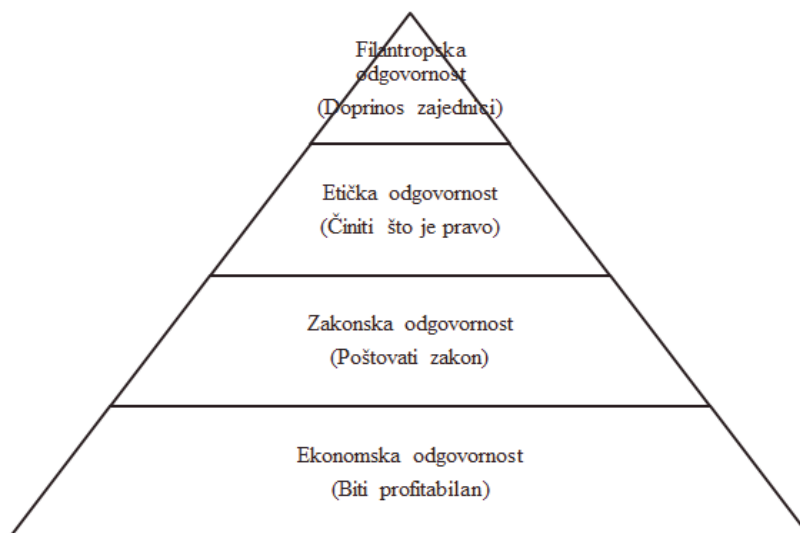 Filantropska
odgovornost
(Doprinos zajednici)
Etička odgovornost
(Činiti što je pravo)
Zakonska odgovornost
(Poštovati zakon)
Ekonomska odgovornost
(Biti profitabilan)